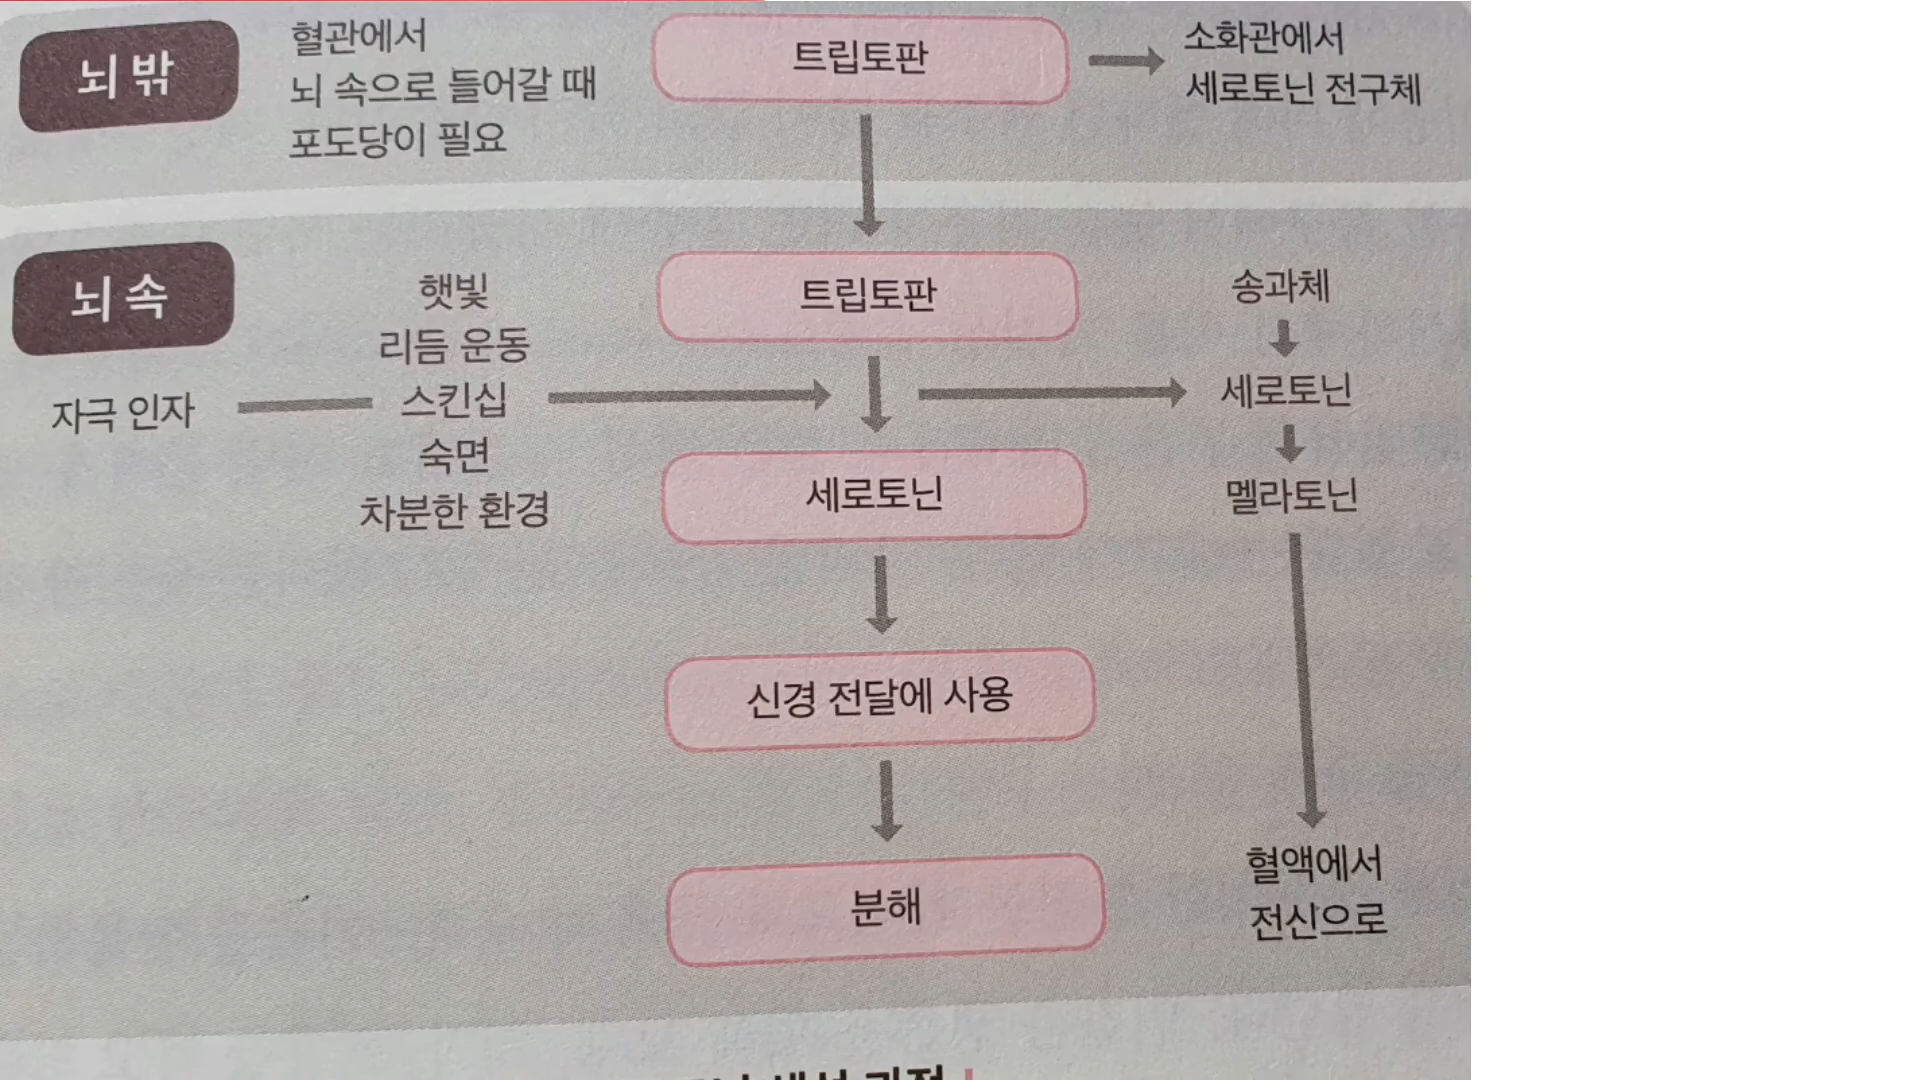 뇌 밖
혈관에서
뇌 속으로 들어갈 때
포도당이 필요
트립토판
소화관에서
세로토닌 전구체
뇌 속
자극 인자
햇빛
리듬 운동
스킨십
숙면
차분한 환경
트립토판
세로토닌
신경 전달에 사용
분해
송과체
세로토닌
멜라토닌
혈액에서
전신으로
과정